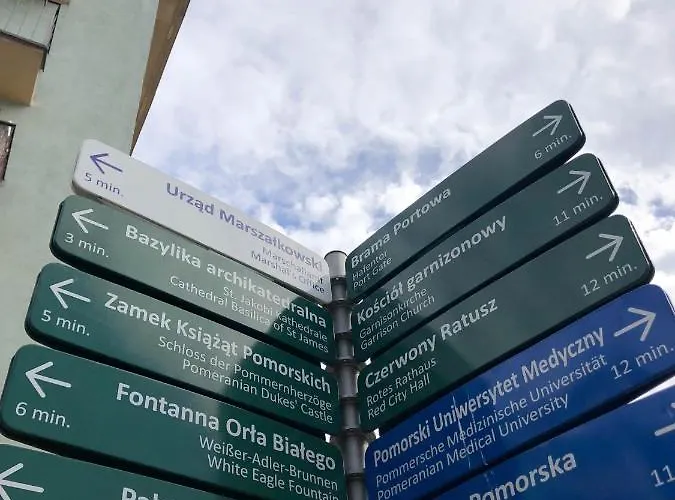 5 min.
Urząd Marszałkowski
Marschallamt
Marshal's Office
3 min.
Bazylika archikatedralna
St. Jakobi Kathedrale
Cathedral Basilica of St James
5 min.
Zamek Książąt Pomorskich
Schloss der Pommernherzöge
Pomeranian Dukes' Castle
6 min.
Fontanna Orła Białego
Weißer-Adler-Brunnen
White Eagle Fountain
6 min.
Brama Portowa
Hafentor
Port Gate
11 min.
Kościół garnizonowy
Garnisonkirche
Garrison Church
12 min.
Czerwony Ratusz
Rotes Rathaus
Red City Hall
12 min.
Pomorski Uniwersytet Medyczny
Pommersche Medizinische Universität
Pomeranian Medical University
11
Pomorska